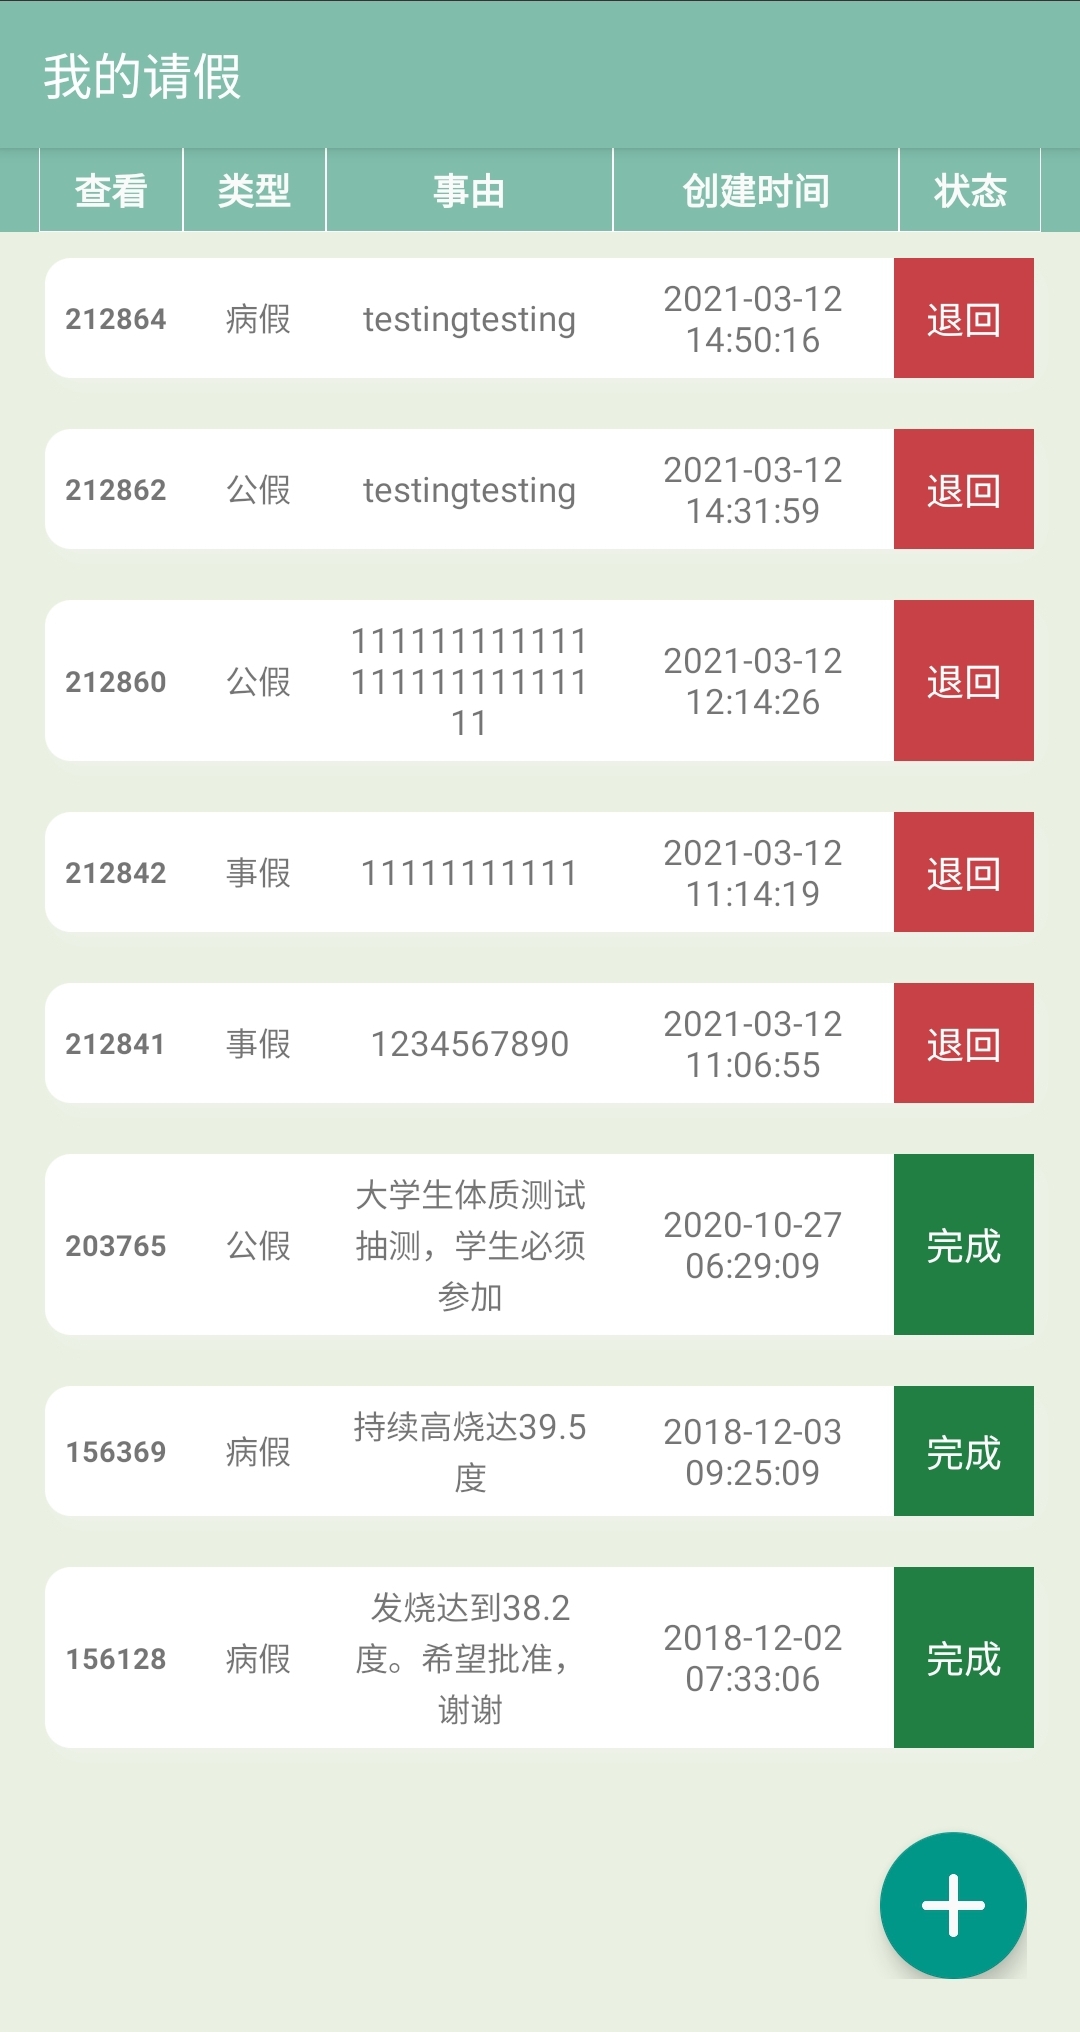 我的请假
查看 类型 事由 创建时间 状态
212864 病假 testingtesting 2021-03-12 14:50:16 退回
212862 公假 testingtesting 2021-03-12 14:31:59 退回
111111111111
212860 公假 111111111111 2021-03-12 12:14:26 退回
11
212842 事假 11111111111 2021-03-12 11:14:19 退回
212841 事假 1234567890 2021-03-12 11:06:55 退回
大学生体质测试
203765 公假 抽测，学生必须 2020-10-27 06:29:09 完成
参加
156369 病假 持续高烧达39.5 2018-12-03 09:25:09 完成
度
发烧达到38.2
156128 病假 度。希望批准， 2018-12-02 07:33:06 完成
谢谢